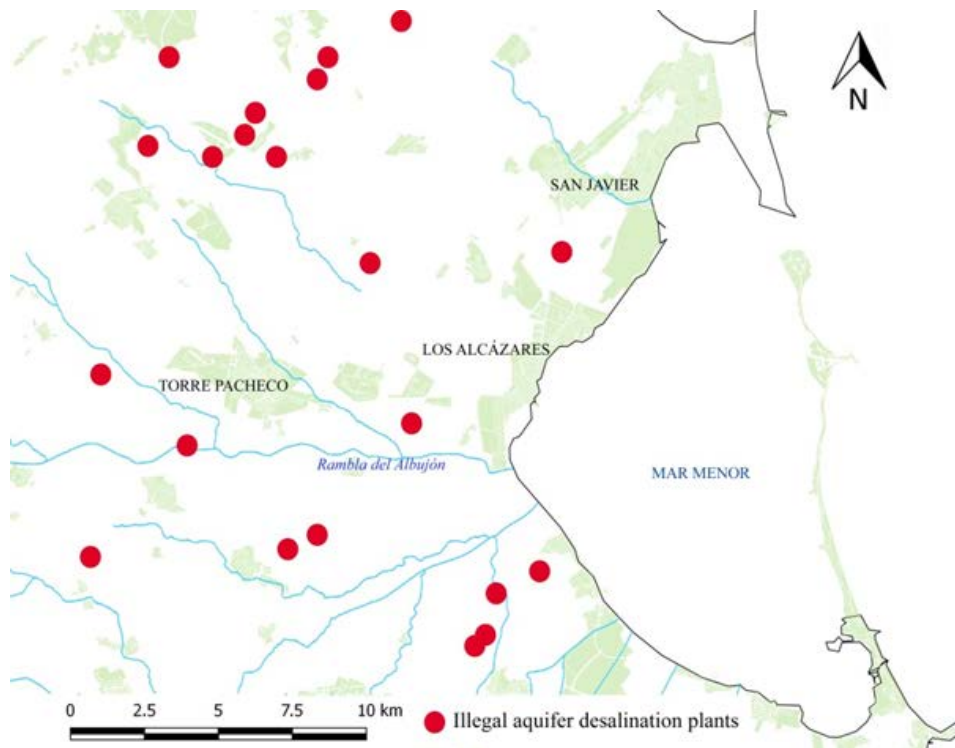 N
SAN JAVIER
LOS ALCÁZARES
TORRE PACHECO
Rambla del Albujón
MAR MENOR
0 2.5 5 7.5 10 km
Illegal aquifer desalination plants